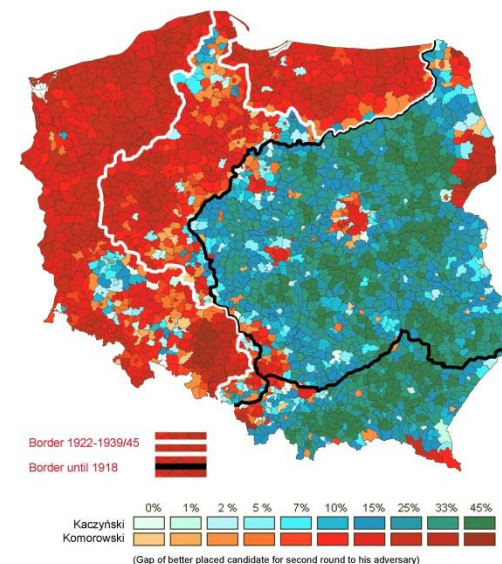 Border 1922-1939/45
Border until 1918
0% 1% 2 % 5 % 7% 10% 15% 25% 33% 45%
Kaczyński
Komorowski
(Gap of better placed candidate for second round to his adversary)